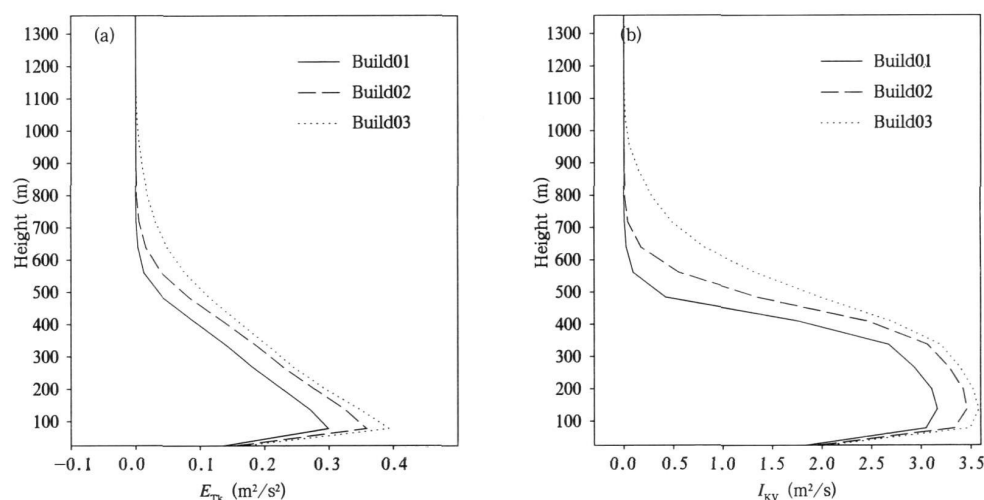 (a)
Build01
Build02
Build03
1300
1200
1100
1000
900
800
700
600
500
400
300
200
100
Height (m)
−0.1 0.0 0.1 0.2 0.3 0.4
E_Tk (m²/s²)
(b)
Build01
Build02
Build03
1300
1200
1100
1000
900
800
700
600
500
400
300
200
100
Height (m)
0.0 0.5 1.0 1.5 2.0 2.5 3.0 3.5
I_KV (m²/s)